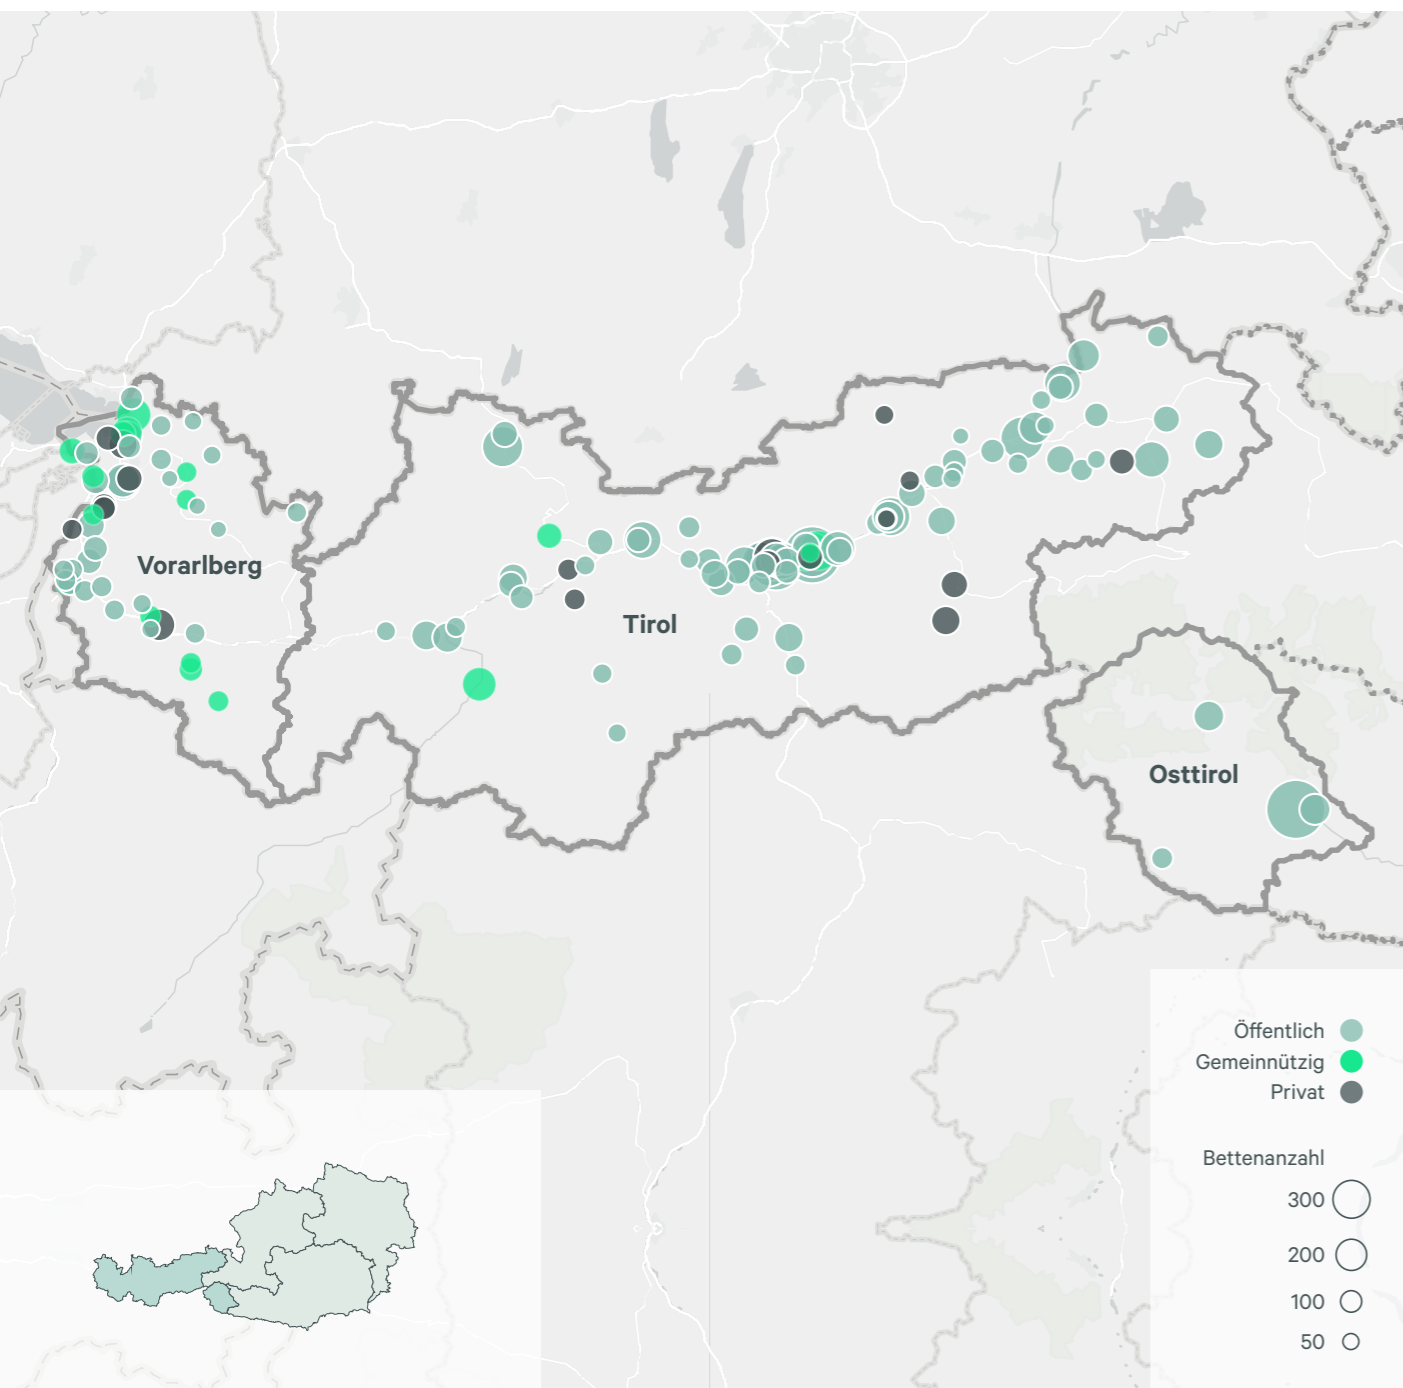 Vorarlberg
Tirol
Osttirol
Öffentlich
Gemeinnützig
Privat
Bettenanzahl
300
200
100
50